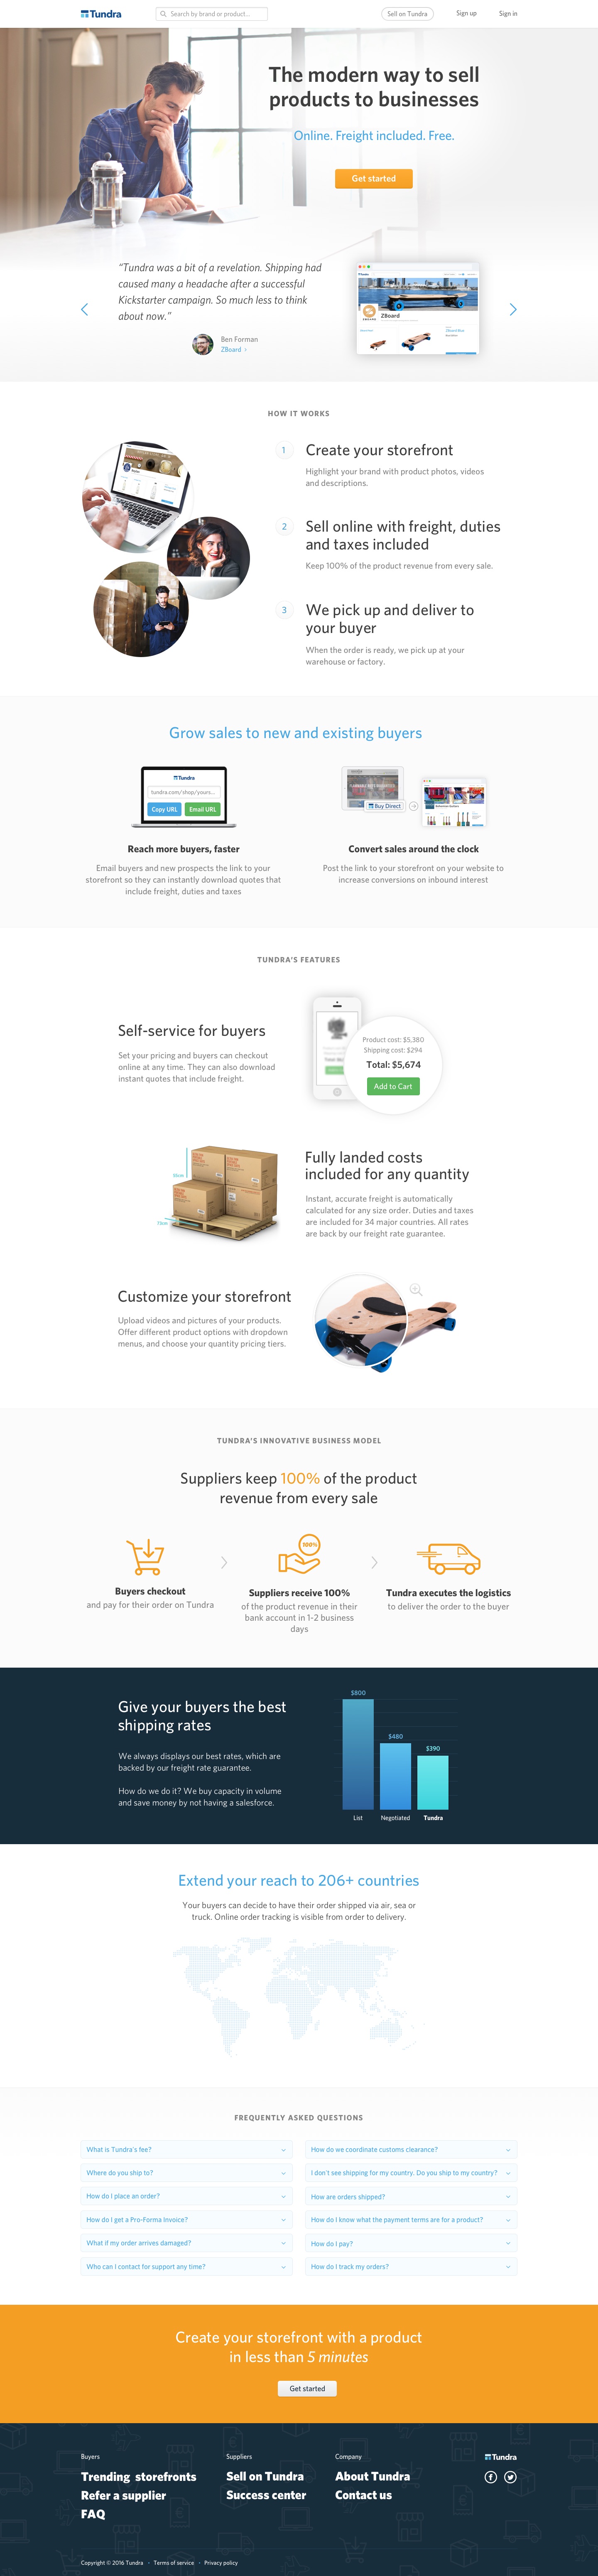 Tundra
Search by brand or product...
Sell on Tundra
Sign up
Sign in
The modern way to sell
products to businesses
Online. Freight included. Free.
Get started
“Tundra was a bit of a revelation. Shipping had
caused many a headache after a successful
Kickstarter campaign. So much less to think
about now.”
Ben Forman
ZBoard
ZBoard
HOW IT WORKS
1
Create your storefront
Highlight your brand with product photos, videos
and descriptions.
2
Sell online with freight, duties
and taxes included
Keep 100% of the product revenue from every sale.
3
We pick up and deliver to
your buyer
When the order is ready, we pick up at your
warehouse or factory.
Grow sales to new and existing buyers
Tundra
tundra.com/shop/yours...
Copy URL
Email URL
Buy Direct
Reach more buyers, faster
Email buyers and new prospects the link to your
storefront so they can instantly download quotes that
include freight, duties and taxes
Convert sales around the clock
Post the link to your storefront on your website to
increase conversions on inbound interest
TUNDRA'S FEATURES
Self-service for buyers
Set your pricing and buyers can checkout
online at any time. They can also download
instant quotes that include freight.
Product cost: $5,380
Shipping cost: $294
Total: $5,674
Add to Cart
Fully landed costs
included for any quantity
Instant, accurate freight is automatically
calculated for any size order. Duties and taxes
are included for 34 major countries. All rates
are back by our freight rate guarantee.
Customize your storefront
Upload videos and pictures of your products.
Offer different product options with dropdown
menus, and choose your quantity pricing tiers.
TUNDRA'S INNOVATIVE BUSINESS MODEL
Suppliers keep 100% of the product
revenue from every sale
100%
Buyers checkout
and pay for their order on Tundra
Suppliers receive 100%
of the product revenue in their
bank account in 1-2 business
days
Tundra executes the logistics
to deliver the order to the buyer
Give your buyers the best
shipping rates
We always displays our best rates, which are
backed by our freight rate guarantee.
How do we do it? We buy capacity in volume
and save money by not having a salesforce.
$800
$480
$390
List
Negotiated
Tundra
Extend your reach to 206+ countries
Your buyers can decide to have their order shipped via air, sea or
truck. Online order tracking is visible from order to delivery.
FREQUENTLY ASKED QUESTIONS
What is Tundra's fee?
Where do you ship to?
How do I place an order?
How do I get a Pro-Forma Invoice?
What if my order arrives damaged?
Who can I contact for support any time?
How do we coordinate customs clearance?
I don't see shipping for my country. Do you ship to my country?
How are orders shipped?
How do I know what the payment terms are for a product?
How do I pay?
How do I track my orders?
Create your storefront with a product
in less than 5 minutes
Get started
Buyers
Trending storefronts
Refer a supplier
FAQ
Suppliers
Sell on Tundra
Success center
Company
About Tundra
Contact us
Tundra
Copyright © 2016 Tundra
Terms of service
Privacy policy